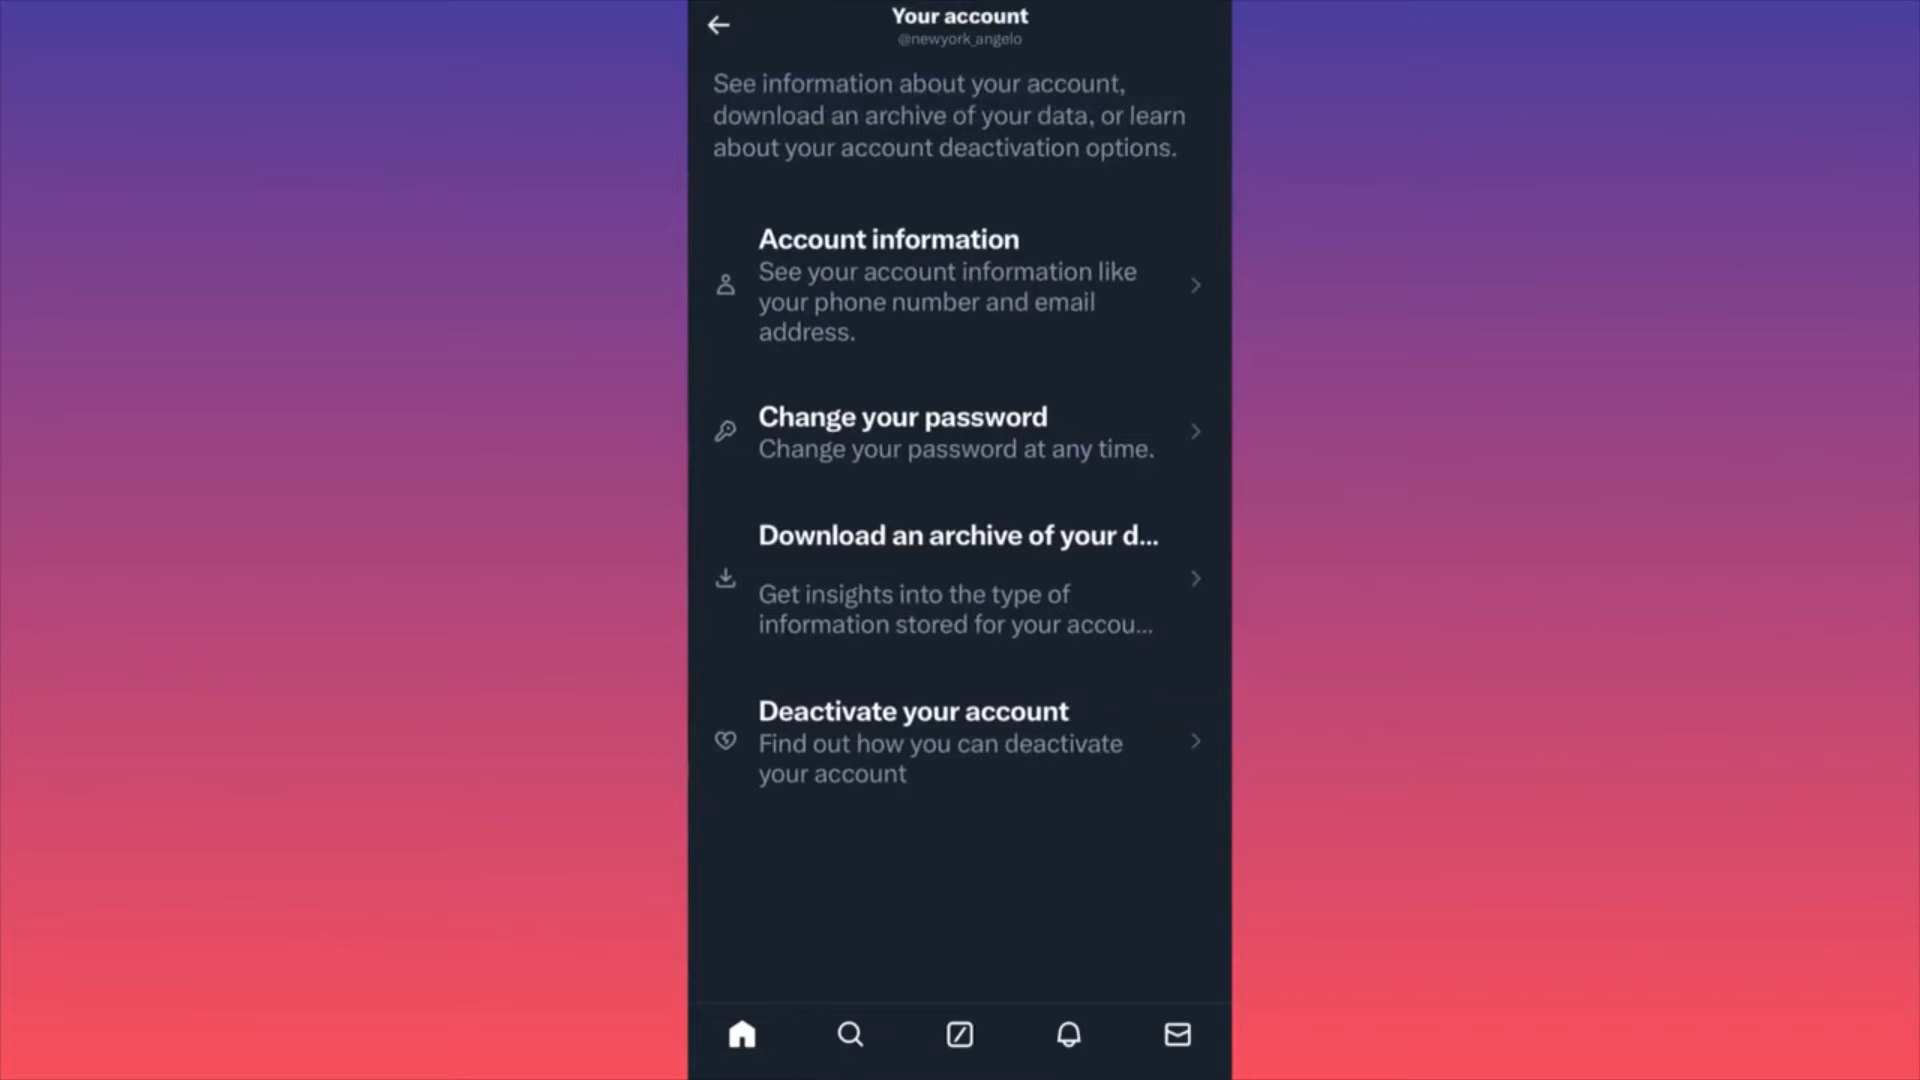 Your account
@newyork_angelo
See information about your account,
download an archive of your data, or learn
about your account deactivation options.
Account information
See your account information like
your phone number and email
address.
Change your password
Change your password at any time.
Download an archive of your d...
Get insights into the type of
information stored for your accou...
Deactivate your account
Find out how you can deactivate
your account